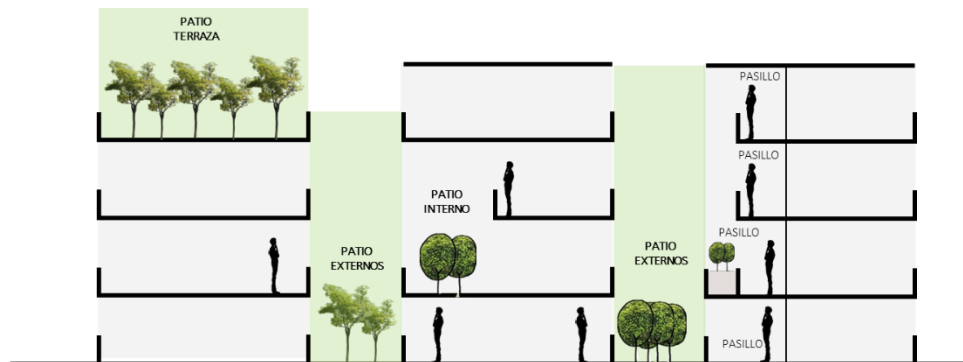 PATIO
TERRAZA
PASILLO
PASILLO
PATIO
INTERNO
PASILLO
PATIO
EXTERNOS
PATIO
EXTERNOS
PASILLO